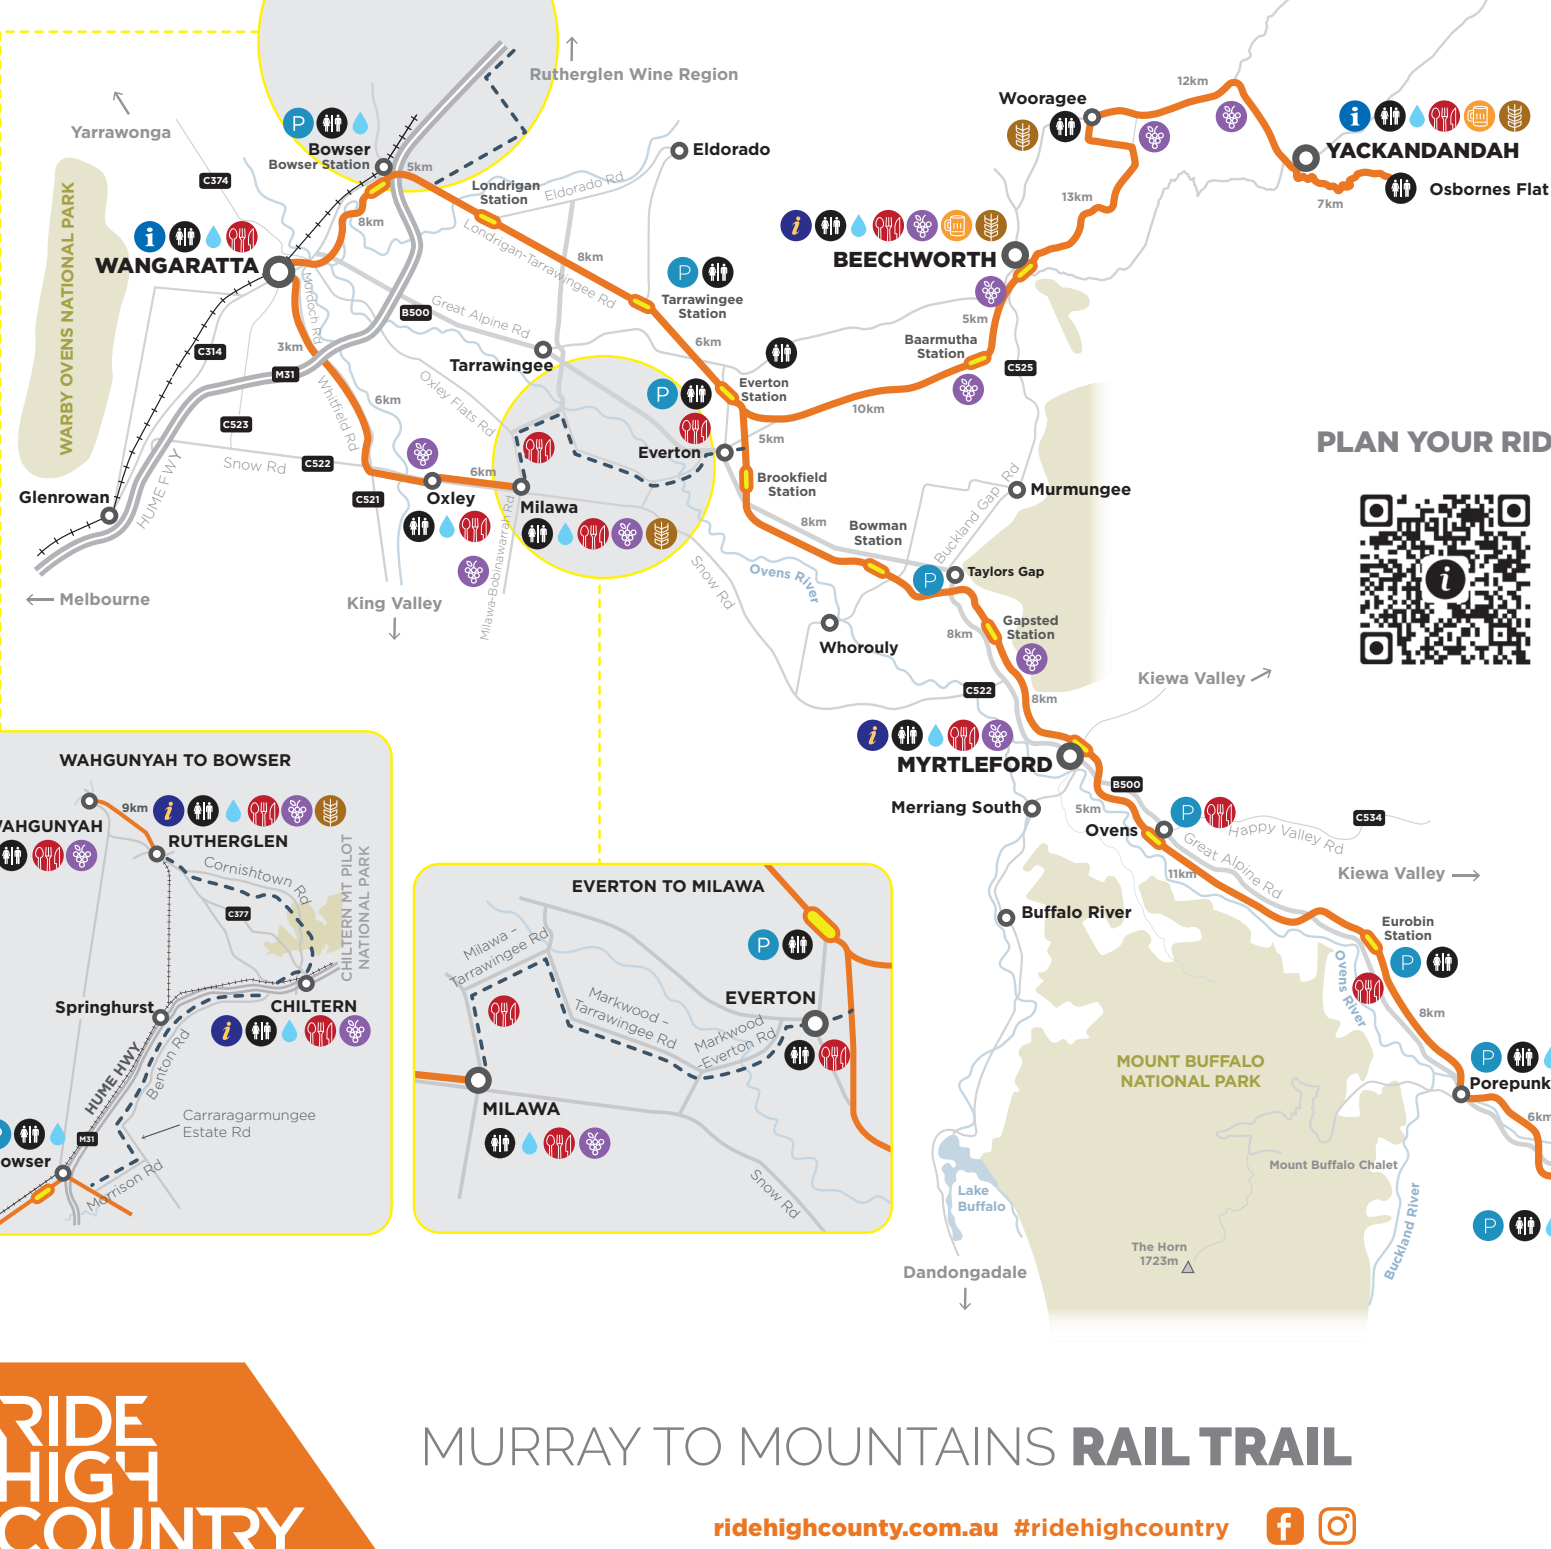 Rutherglen Wine Region
Yarrawonga
Bowser
Bowser Station
5km
C374
8km
Londrigan
Station
Eldorado Rd
Eldorado
WARBY OVENS NATIONAL PARK
WANGARATTA
Londrigan-Tarrawingee Rd
8km
Tarrawingee
Station
Murdoch Rd
Great Alpine Rd
B500
3km
C314
M31
Tarrawingee
6km
Oxley Flats Rd
Whitfield Rd
6km
C523
Snow Rd
C522
HUME FWY
Glenrowan
C521
Oxley
6km
Milawa
Milawa-Bobinawarrah Rd
Melbourne
King Valley
Everton
Station
Everton
5km
Brookfield
Station
10km
Baarmutha
Station
5km
C525
BEECHWORTH
13km
Wooragee
12km
YACKANDANDAH
Osbornes Flat
7km
PLAN YOUR RID
Murmungee
Buckland Gap Rd
8km
Bowman
Station
Taylors Gap
Ovens River
Snow Rd
Whorouly
8km
Gapsted
Station
C522
8km
Kiewa Valley
MYRTLEFORD
Merriang South
B500
5km
Ovens
Happy Valley Rd
C534
Great Alpine Rd
11km
Kiewa Valley
Buffalo River
Eurobin
Station
Ovens River
8km
MOUNT BUFFALO
NATIONAL PARK
Porepunk
6km
Mount Buffalo Chalet
Lake
Buffalo
Buckland River
The Horn
1723m
Dandongadale
WAHGUNYAH TO BOWSER
9km
AHGUNYAH
RUTHERGLEN
Cornishtown Rd
C377
CHILTERN MT PILOT
NATIONAL PARK
Springhurst
CHILTERN
HUME HWY
Benton Rd
Carraragarmungee
Estate Rd
M31
owser
Morrison Rd
EVERTON TO MILAWA
Milawa –
Tarrawingee Rd
Markwood –
Tarrawingee Rd
EVERTON
Markwood
-Everton Rd
MILAWA
Snow Rd
RIDE
HIGH
COUNTRY
MURRAY TO MOUNTAINS RAIL TRAIL
ridehighcounty.com.au #ridehighcountry